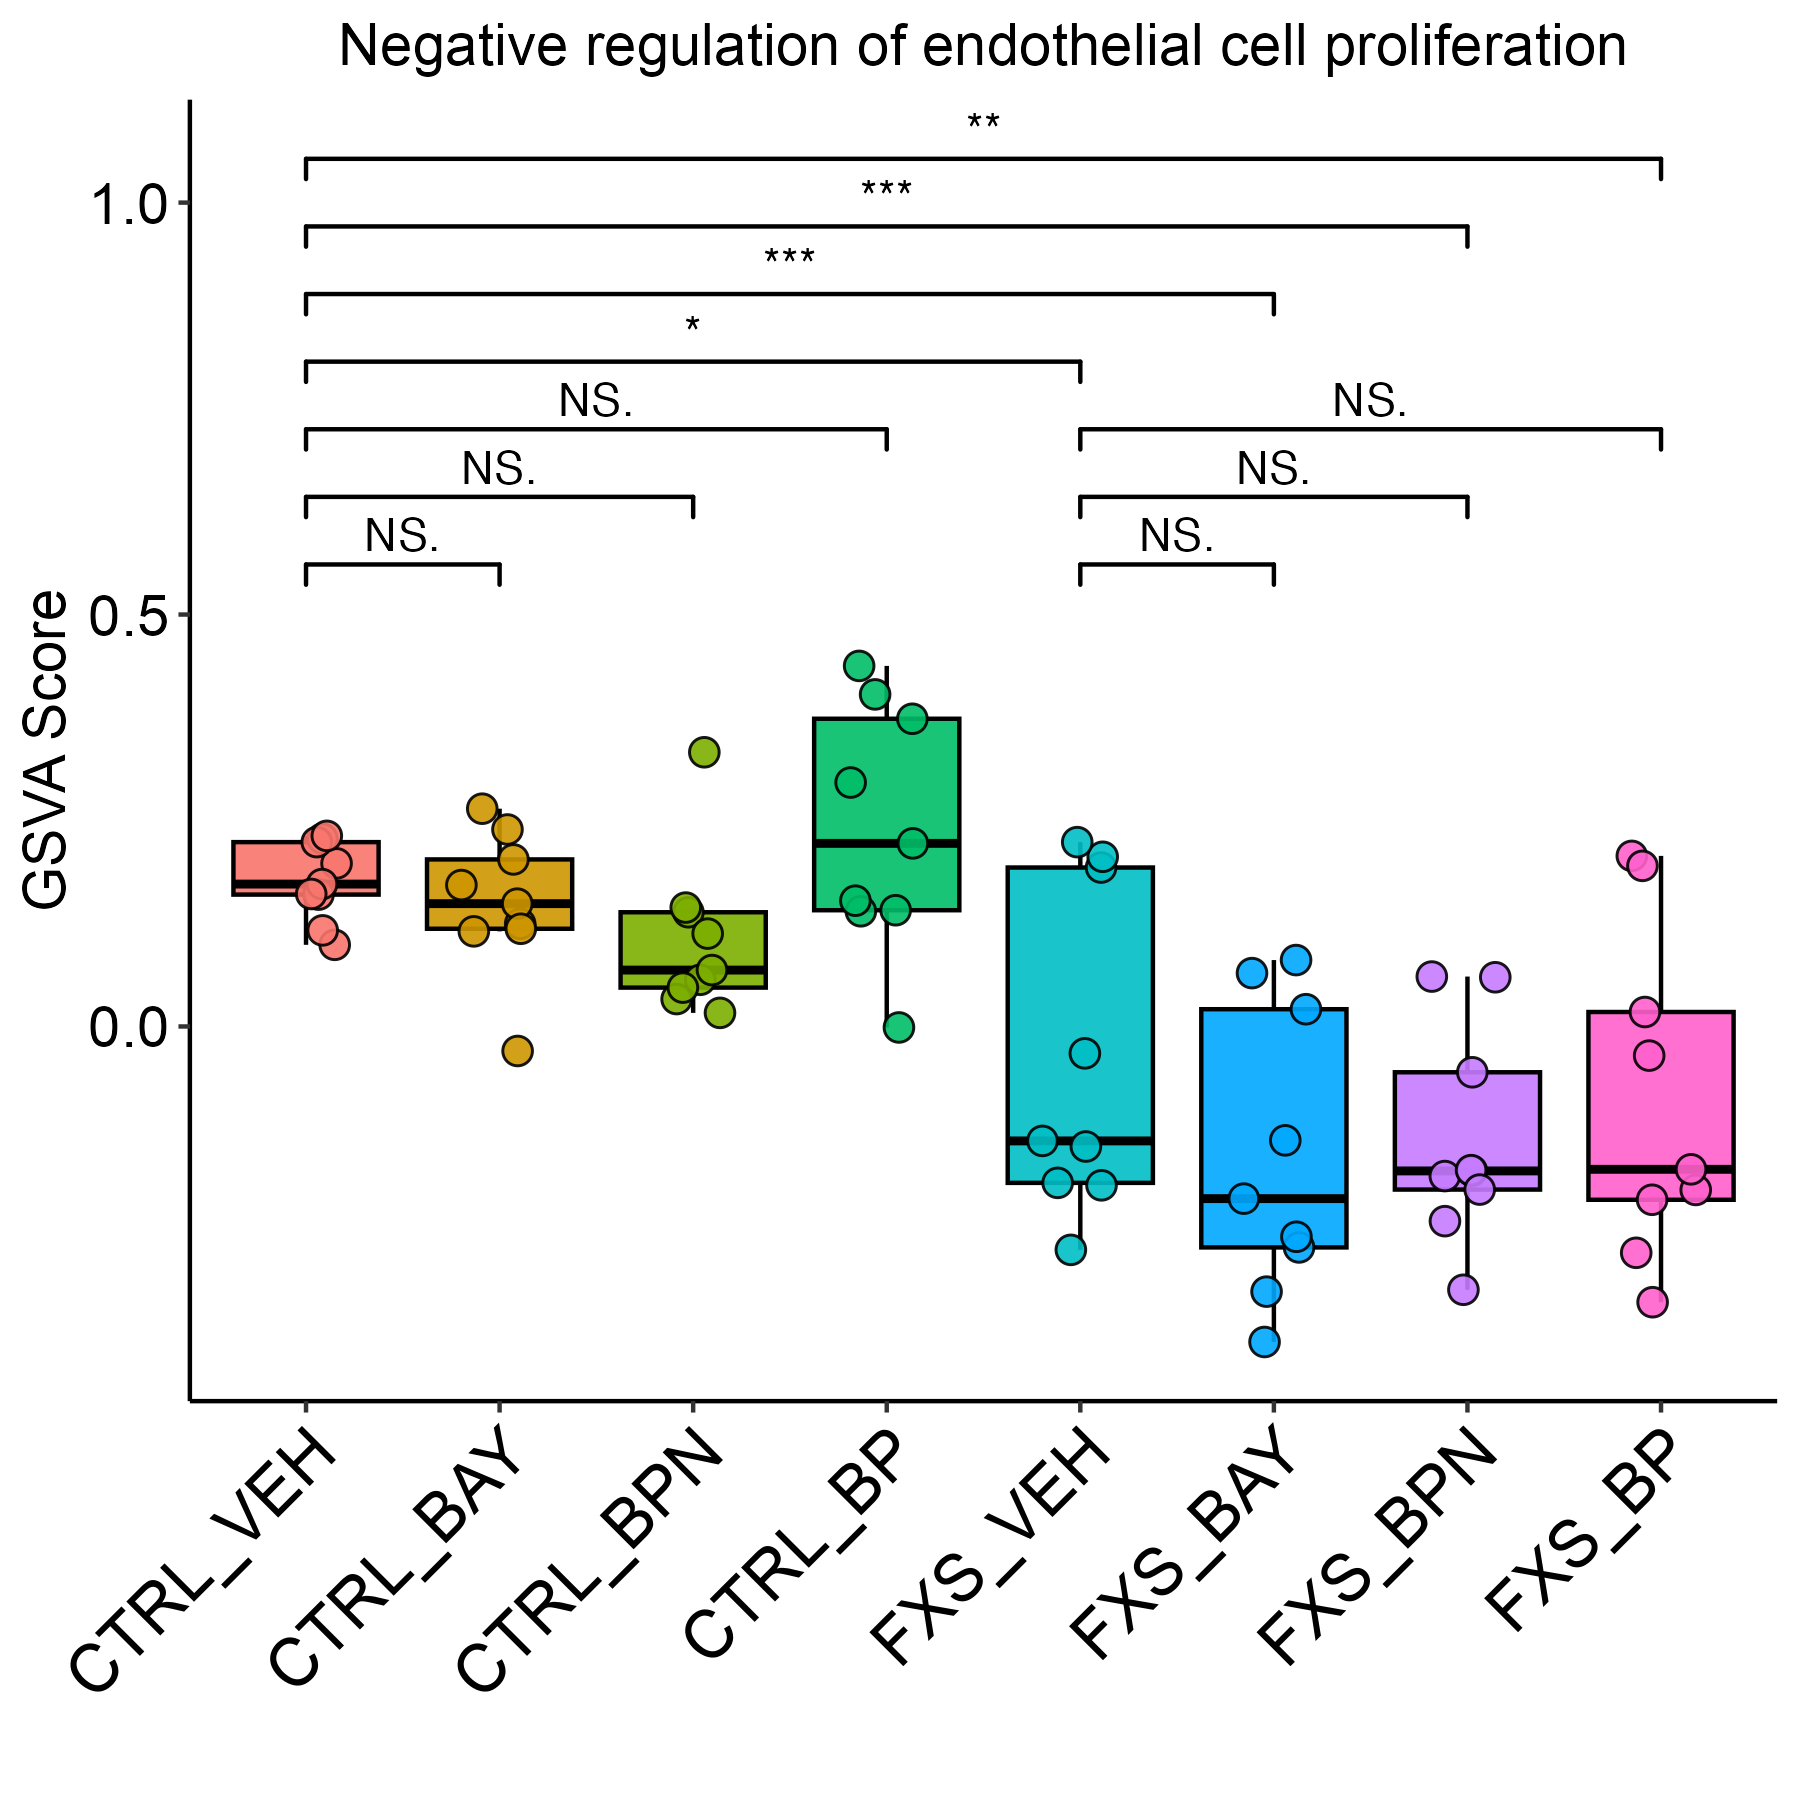 Negative regulation of endothelial cell proliferation
**
***
***
*
NS.
NS.
NS.
NS.
NS.
NS.
GSVA Score
1.0
0.5
0.0
CTRL_VEH
CTRL_BAY
CTRL_BPN
CTRL_BP
FXS_VEH
FXS_BAY
FXS_BPN
FXS_BP